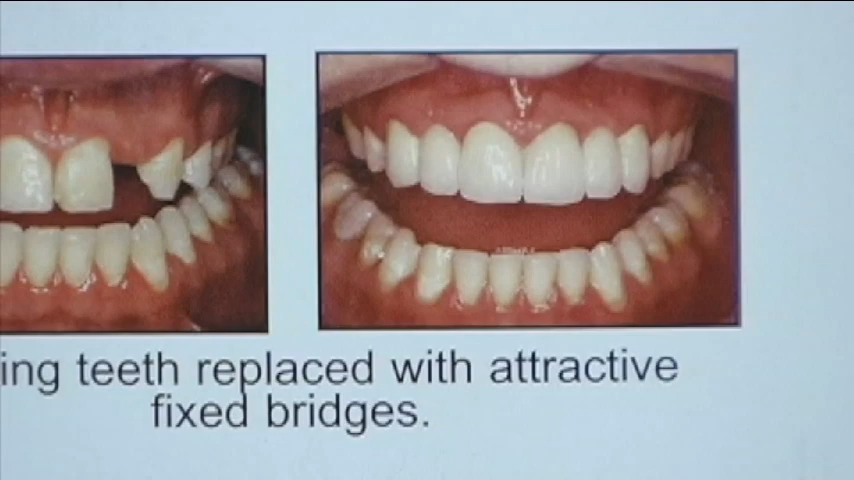 ing teeth replaced with attractive
fixed bridges.